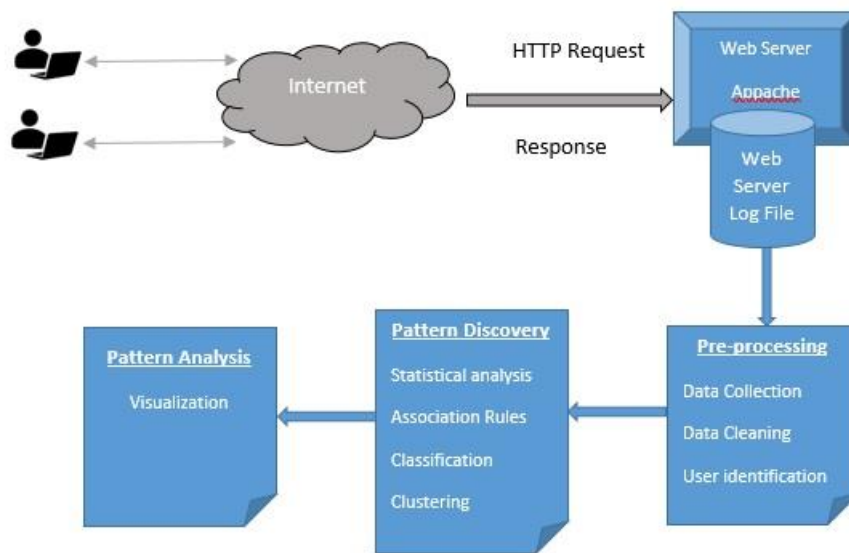 Internet
HTTP Request
Response
Web Server
Appache
Web
Server
Log File
Pre-processing
Data Collection
Data Cleaning
User identification
Pattern Discovery
Statistical analysis
Association Rules
Classification
Clustering
Pattern Analysis
Visualization